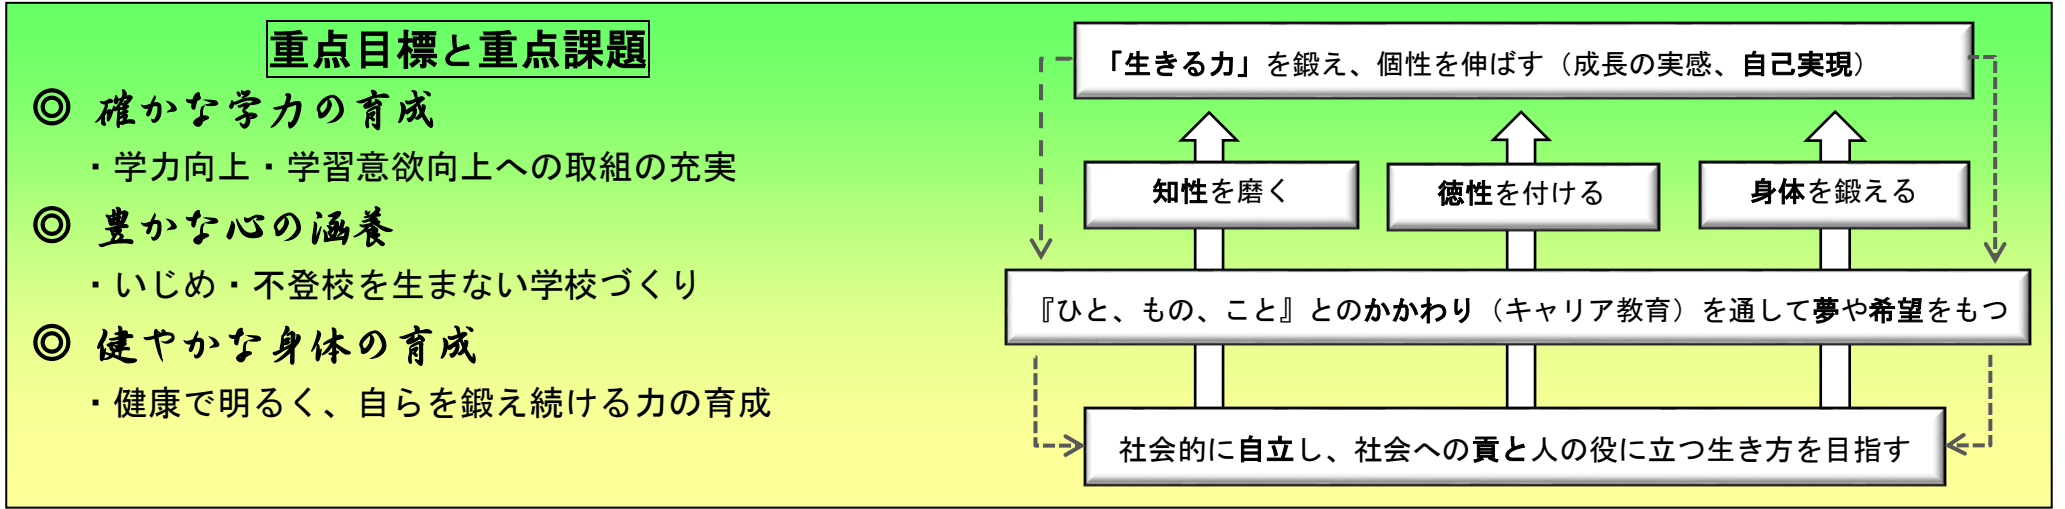 重点目標と重点課題
◎ 確かな学力の育成
・学力向上・学習意欲向上への取組の充実
◎ 豊かな心の涵養
・いじめ・不登校を生まない学校づくり
◎ 健やかな身体の育成
・健康で明るく、自らを鍛え続ける力の育成
「生きる力」を鍛え、個性を伸ばす（成長の実感、自己実現）
知性を磨く
徳性を付ける
身体を鍛える
『ひと、もの、こと』とのかかわり（キャリア教育）を通して夢や希望をもつ
社会的に自立し、社会への貢と人の役に立つ生き方を目指す